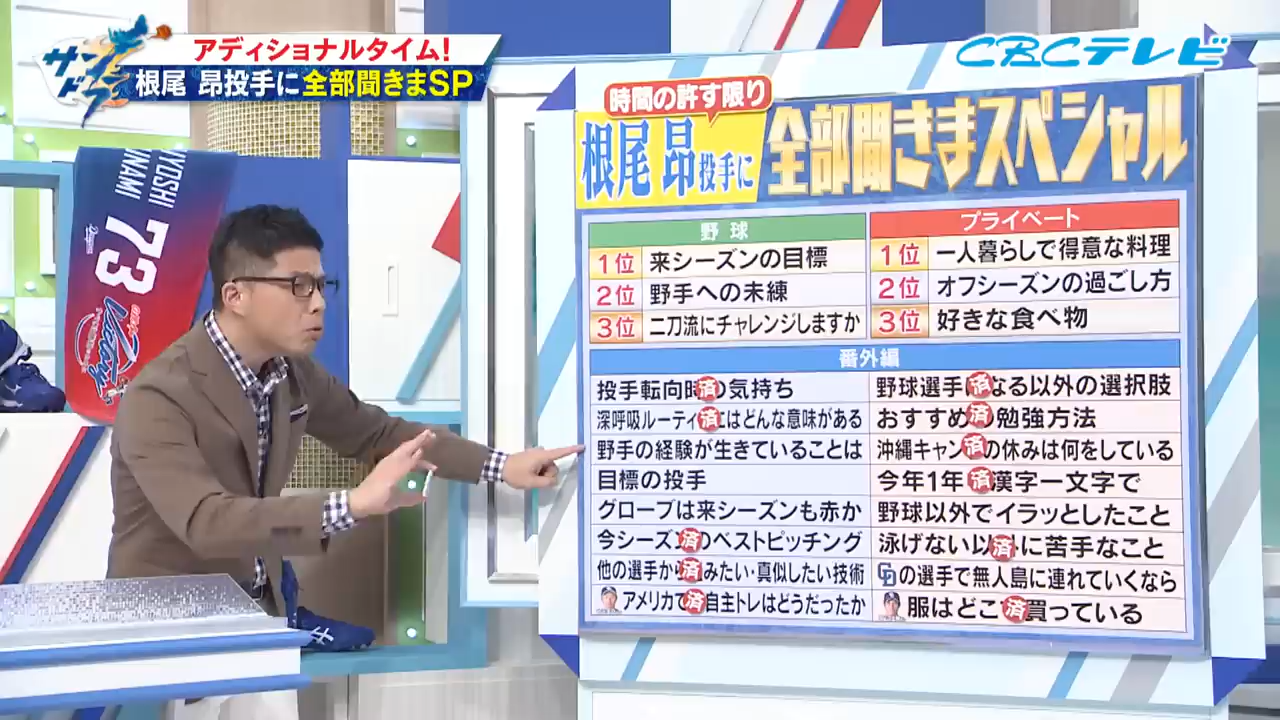 サンドラ
アディショナルタイム!
根尾 昂投手に全部聞きまSP
CBCテレビ
時間の許す限り
根尾 昂投手に
全部聞きまスペシャル
73
Victory
野球
1位 来シーズンの目標
2位 野手への未練
3位 二刀流にチャレンジしますか
プライベート
1位 一人暮らしで得意な料理
2位 オフシーズンの過ごし方
3位 好きな食べ物
番外編
投手転向時済の気持ち
深呼吸ルーティ済にはどんな意味がある
野手の経験が生きていることは
目標の投手
グローブは来シーズンも赤か
今シーズン済のベストピッチング
他の選手から済みたい・真似したい技術
アメリカで済自主トレはどうだったか
野球選手に済なる以外の選択肢
おすすめ済の勉強方法
沖縄キャン済の休みは何をしている
今年1年済漢字一文字で
野球以外でイラッとしたこと
泳げない以済外に苦手なこと
CDの選手で無人島に連れていくなら
服はどこ済買っている